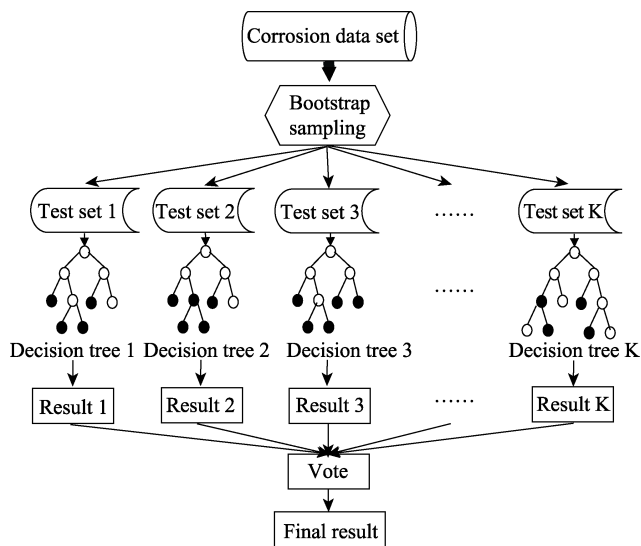 Corrosion data set
Bootstrap
sampling
Test set 1 Test set 2 Test set 3 ...... Test set K
......
Decision tree 1 Decision tree 2 Decision tree 3 Decision tree K
Result 1 Result 2 Result 3 ...... Result K
Vote
Final result